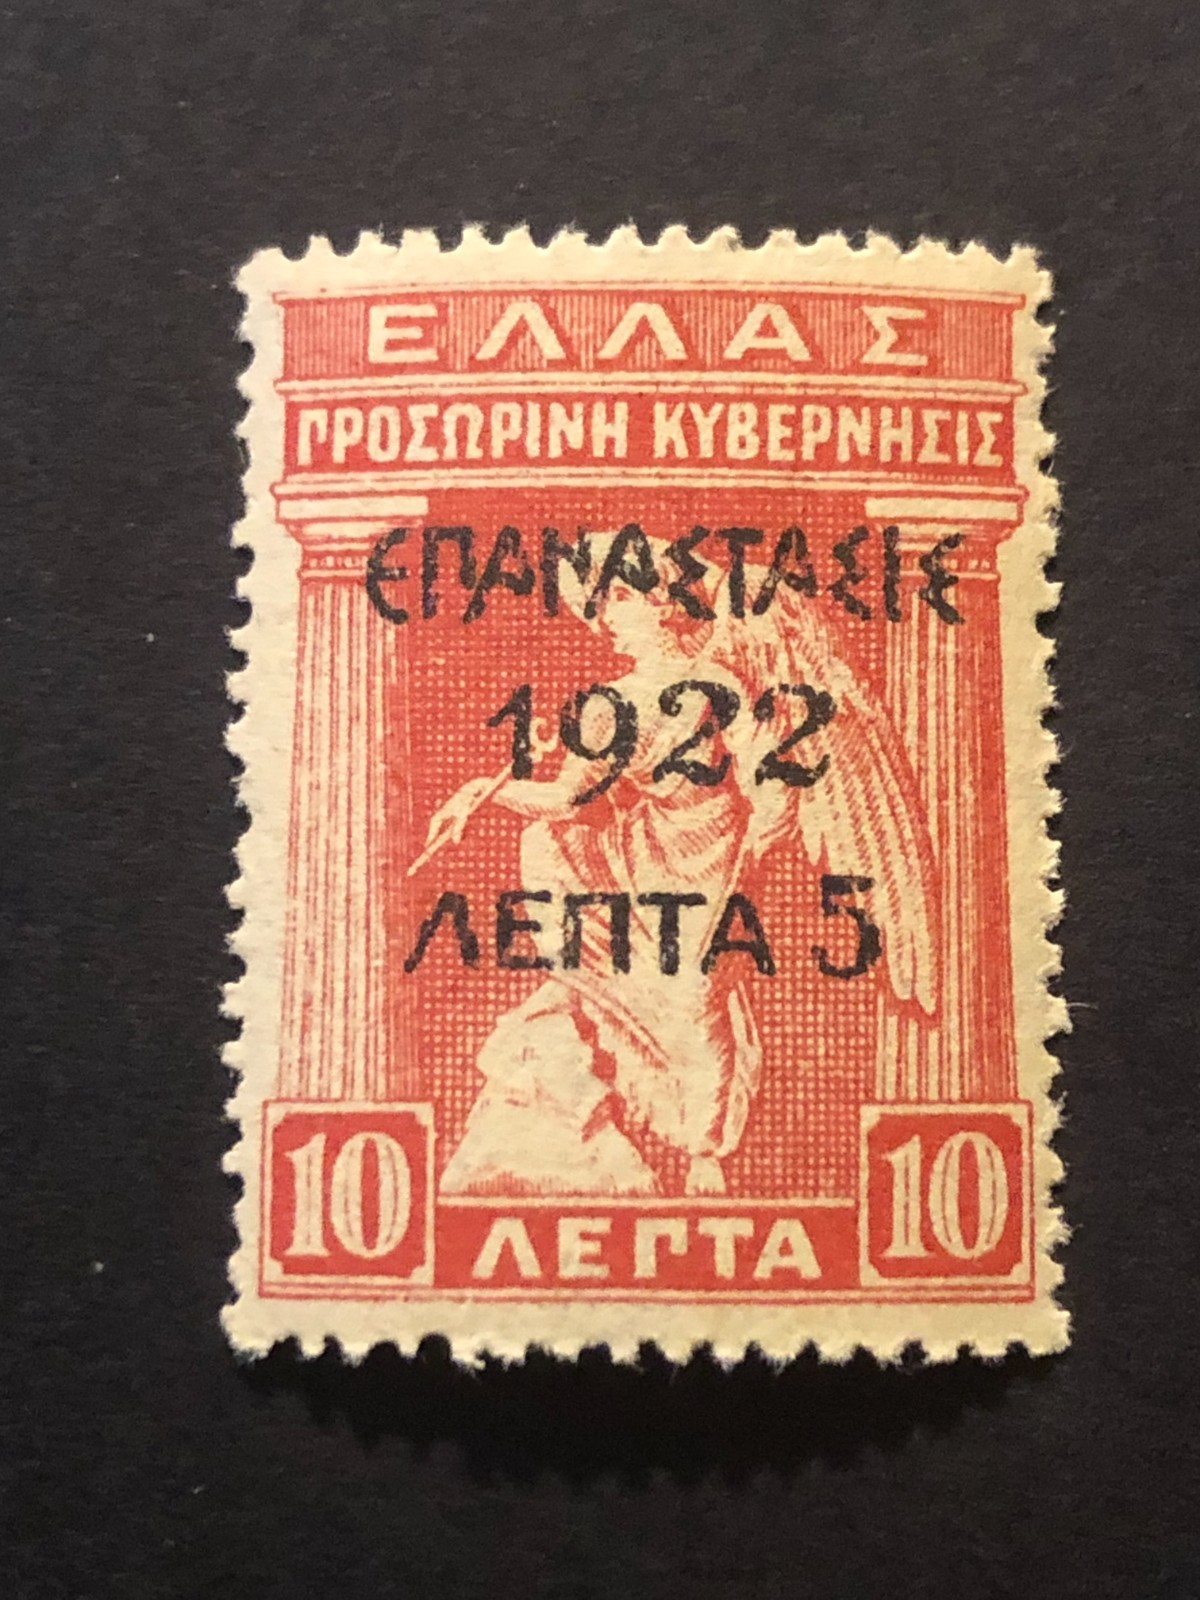 ΕΛΛΑΣ
ΠΡΟΣΩΡΙΝΗ ΚΥΒΕΡΝΗΣΙΣ
ΕΠΑΝΑΣΤΑΣΙΣ
1922
ΛΕΠΤΑ 5
10 ΛΕΠΤΑ 10